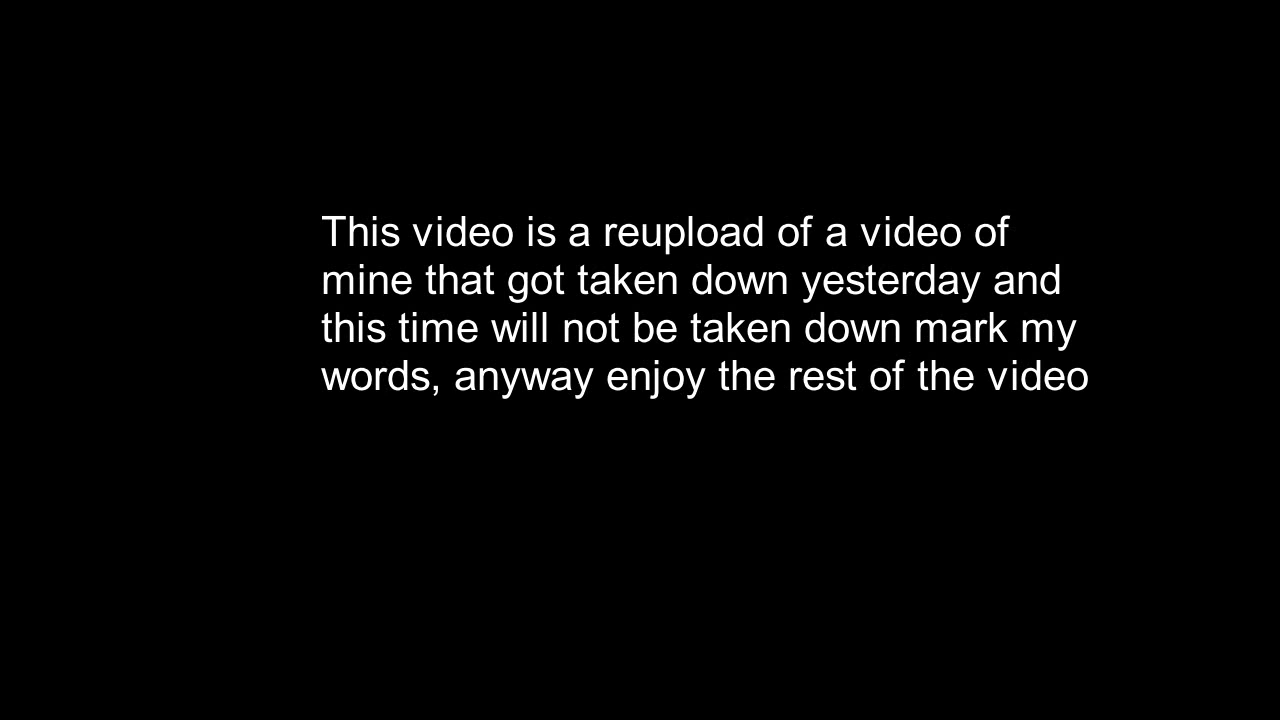 This video is a reupload of a video of
mine that got taken down yesterday and
this time will not be taken down mark my
words, anyway enjoy the rest of the video